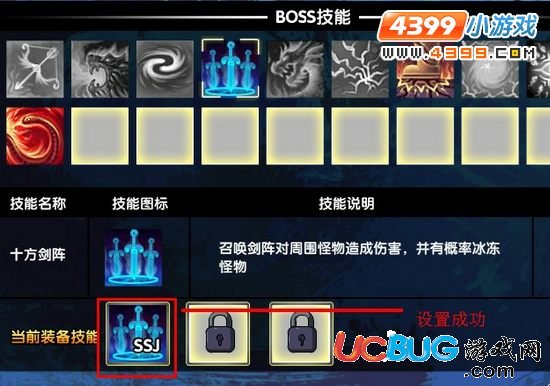 BOSS技能
4399小游戏
www.4399.com
技能名称 技能图标 技能说明
十方剑阵 召唤剑阵对周围怪物造成伤害，并有概率冰冻
怪物
当前装备技能 SSJ 设置成功
UCBUG游戏网
.com